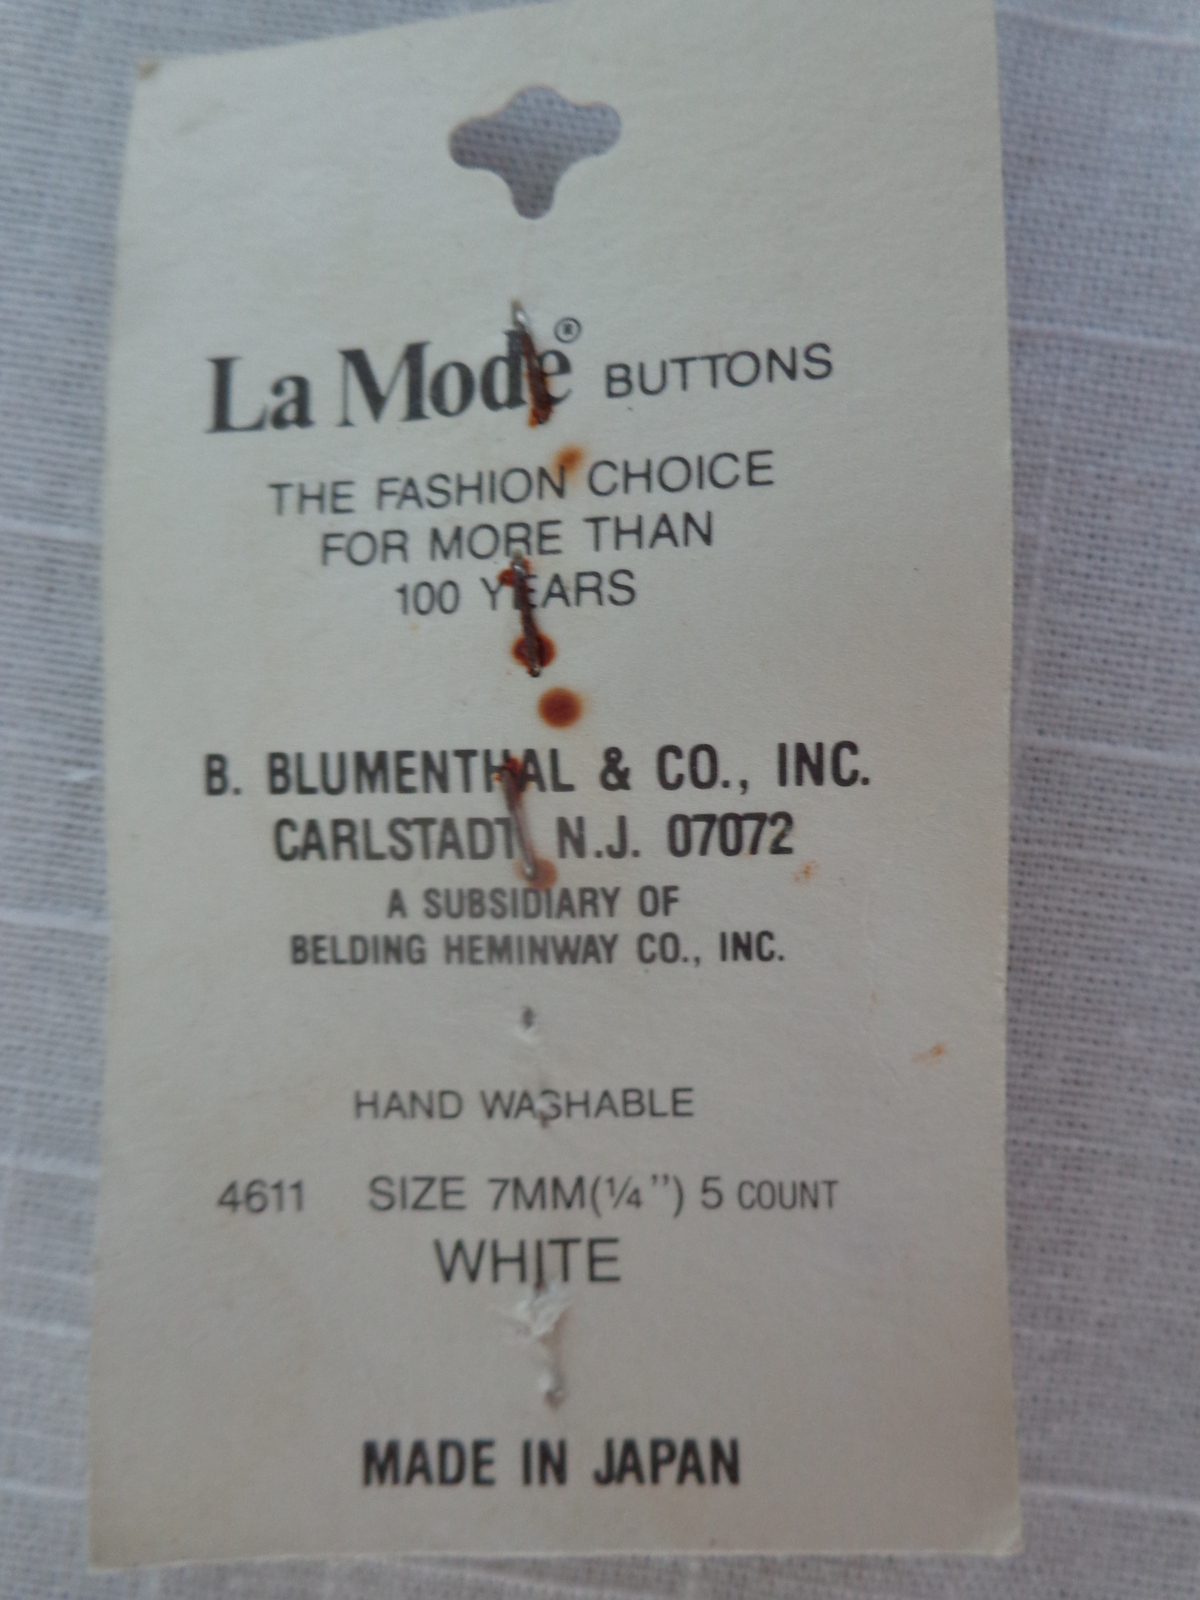 La Mode® BUTTONS
THE FASHION CHOICE
FOR MORE THAN
100 YEARS
B. BLUMENTHAL & CO., INC.
CARLSTADT, N.J. 07072
A SUBSIDIARY OF
BELDING HEMINWAY CO., INC.
HAND WASHABLE
4611 SIZE 7MM(¼") 5 COUNT
WHITE
MADE IN JAPAN